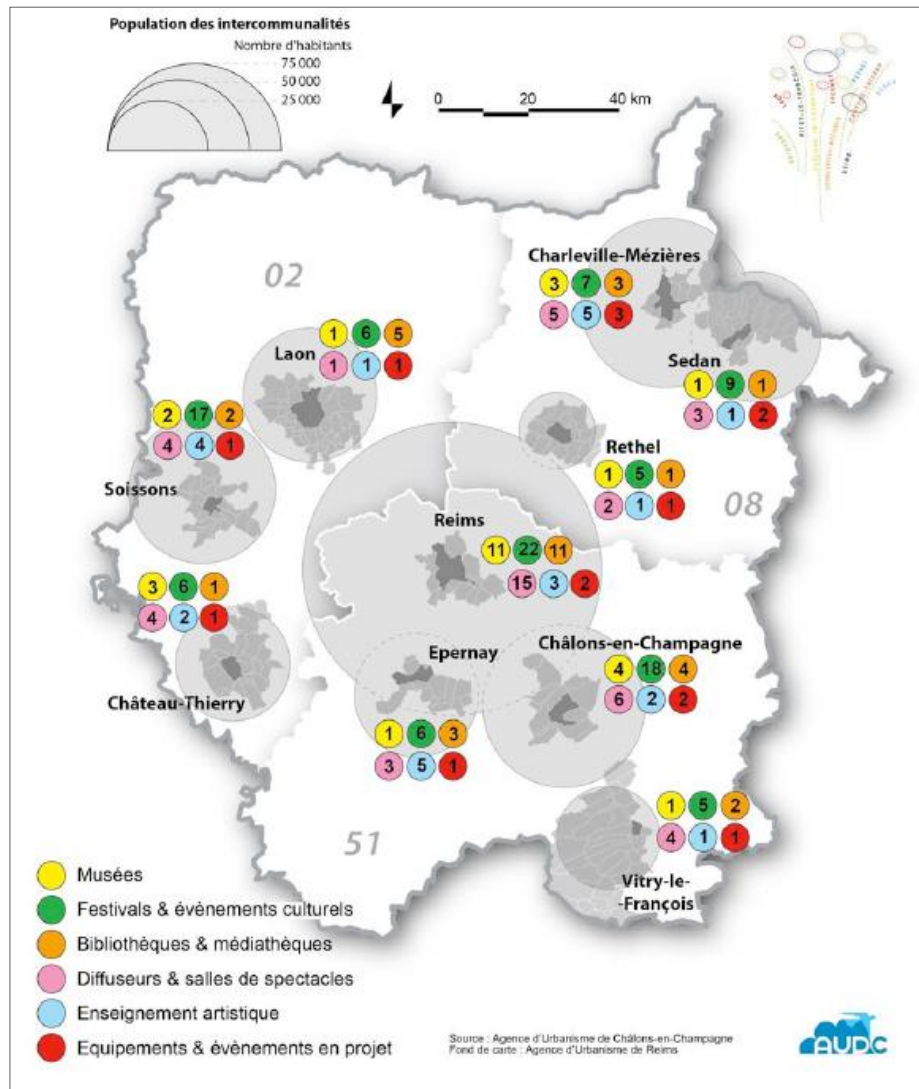 Population des intercommunalités
Nombre d'habitants
75 000
50 000
25 000
0 20 40 km
02
Charleville-Mézières
3 7 3
5 5 3
Laon
1 6 5
1 1 1
Sedan
1 9 1
3 1 2
2 17 2
4 4 1
Soissons
Rethel
1 5 1
2 1 1
08
Reims
11 22 11
15 3 2
3 6 1
4 2 1
Château-Thierry
Epernay
1 6 3
3 5 1
Châlons-en-Champagne
4 18 4
6 2 2
51
1 5 2
4 1 1
Vitry-le-
-François
Musées
Festivals & évènements culturels
Bibliothèques & médiathèques
Diffuseurs & salles de spectacles
Enseignement artistique
Equipements & évènements en projet
Source : Agence d'Urbanisme de Châlons-en-Champagne
Fond de carte : Agence d'Urbanisme de Reims
AUDC